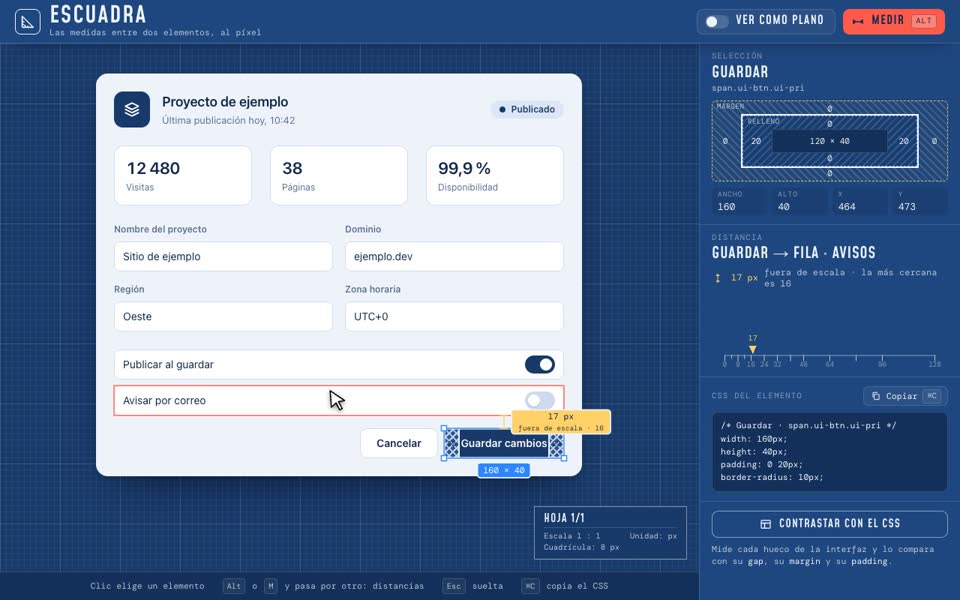 ESCUADRA
Las medidas entre dos elementos, al píxel
VER COMO PLANO
MEDIR ALT
Proyecto de ejemplo
Última publicación hoy, 10:42
Publicado
12 480
Visitas
38
Páginas
99,9 %
Disponibilidad
Nombre del proyecto
Dominio
Sitio de ejemplo
ejemplo.dev
Región
Zona horaria
Oeste
UTC+0
Publicar al guardar
Avisar por correo
17 px
fuera de escala · 16
Cancelar
Guardar cambios
160 × 40
HOJA 1/1
Escala 1 : 1 Unidad: px
Cuadrícula: 8 px
Clic elige un elemento Alt o M y pasa por otro: distancias Esc suelta ⌘C copia el CSS
SELECCIÓN
GUARDAR
span.ui-btn.ui-pri
MARGEN
0
RELLENO
0
0 20 120 × 40 20 0
0
0
ANCHO ALTO X Y
160 40 464 473
DISTANCIA
GUARDAR → FILA · AVISOS
17 px fuera de escala · la más cercana
es 16
17
0 8 16 24 32 48 64 96 128
CSS DEL ELEMENTO
Copiar ⌘C
/* Guardar · span.ui-btn.ui-pri */
width: 160px;
height: 40px;
padding: 0 20px;
border-radius: 10px;
CONTRASTAR CON EL CSS
Mide cada hueco de la interfaz y lo compara
con su gap, su margin y su padding.